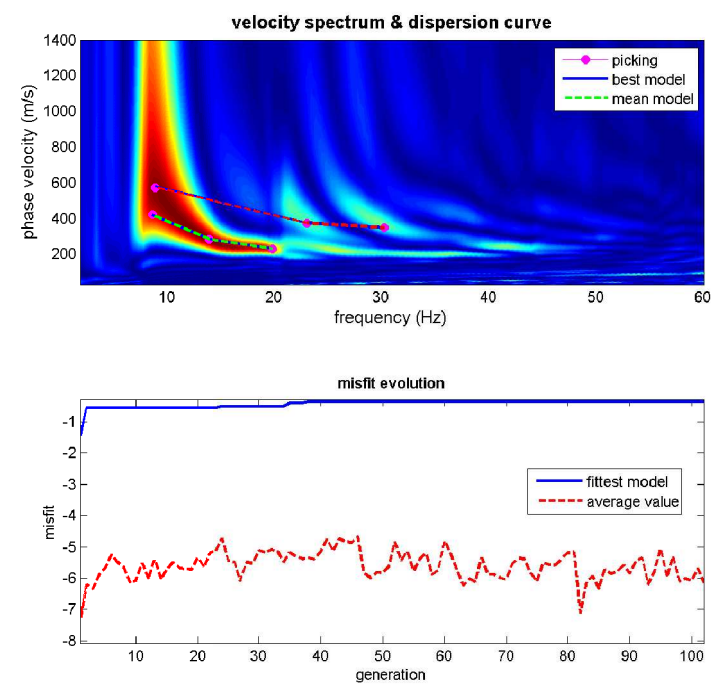 velocity spectrum & dispersion curve
1400
1200
1000
800
600
400
200
phase velocity (m/s)
picking
best model
mean model
10 20 30 40 50 60
frequency (Hz)
misfit evolution
-1
-2
-3
-4
-5
-6
-7
-8
misfit
fittest model
average value
10 20 30 40 50 60 70 80 90 100
generation